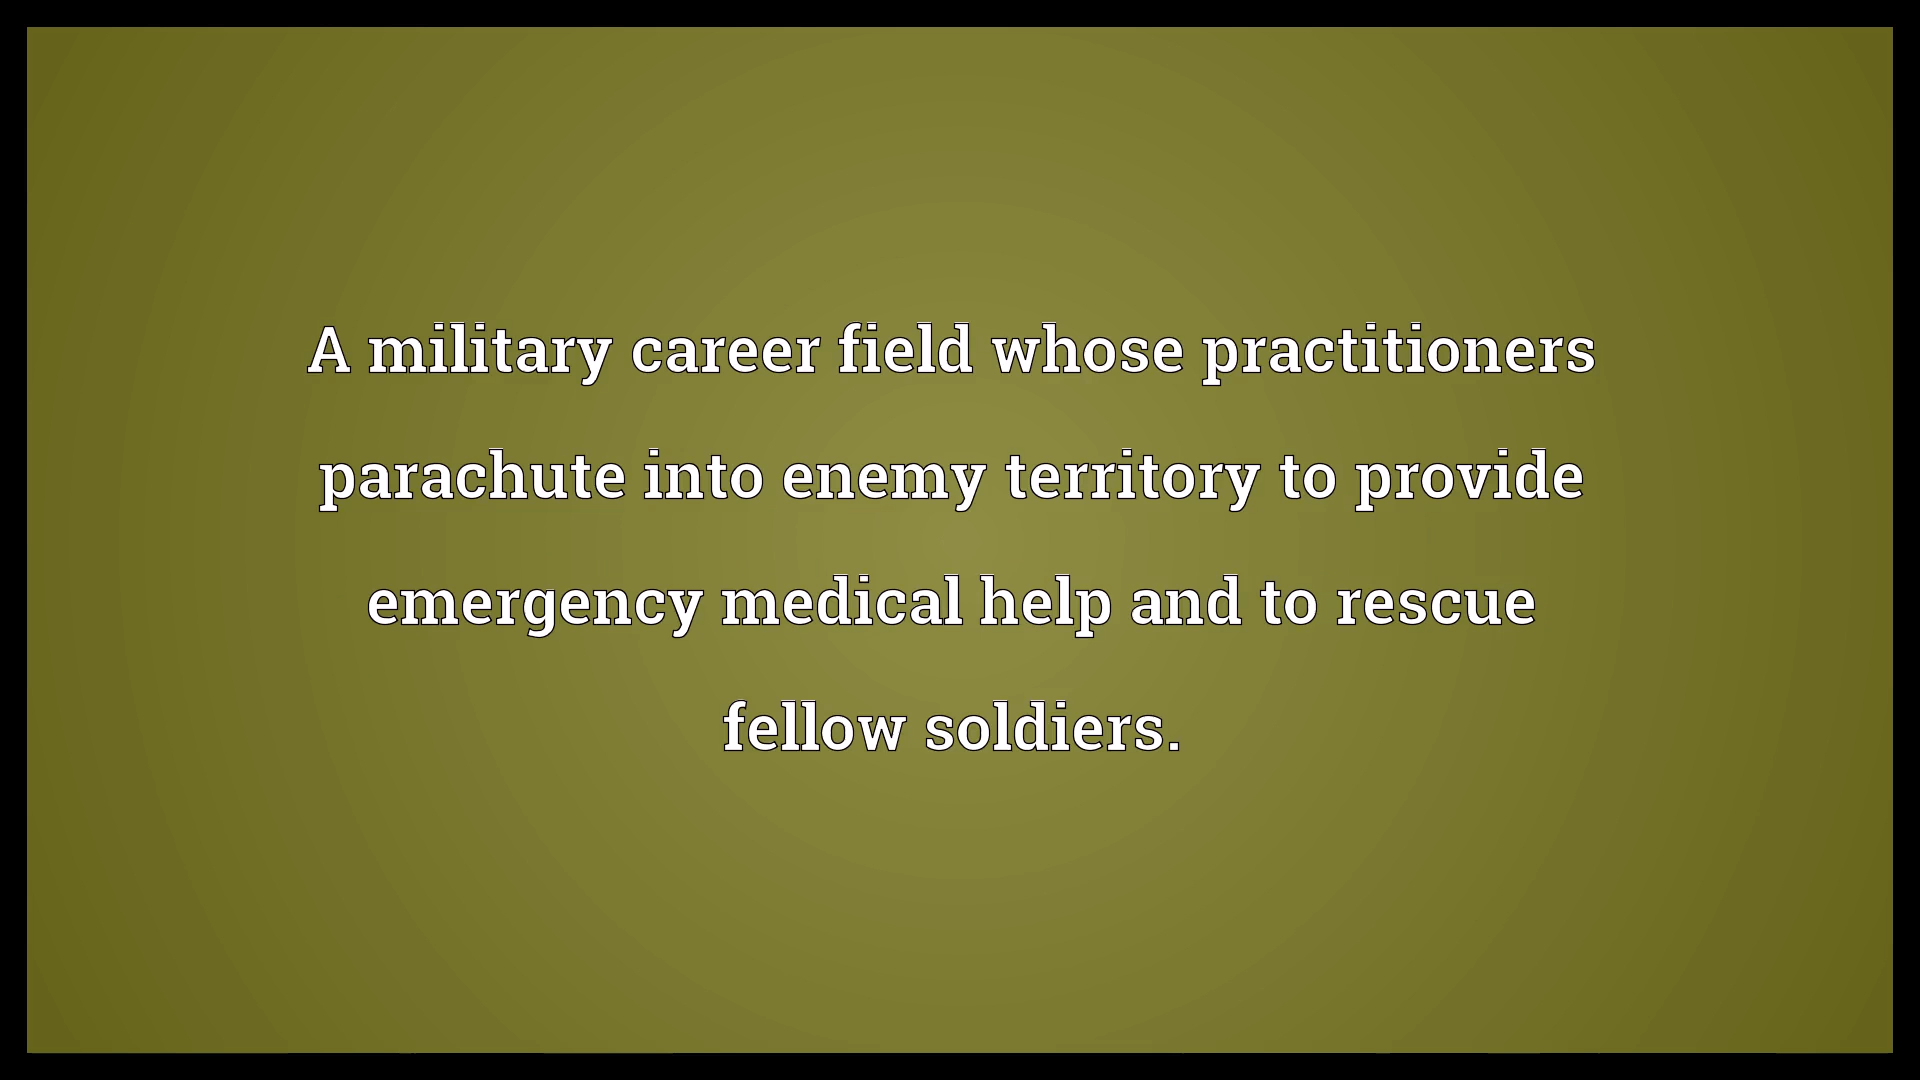 A military career field whose practitioners
parachute into enemy territory to provide
emergency medical help and to rescue
fellow soldiers.